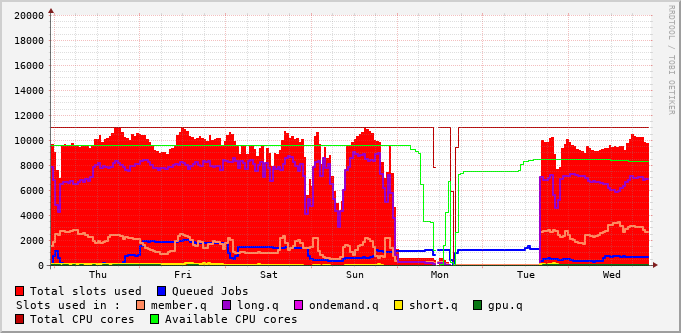 RRDTOOL / TOBI OETIKER
20000
18000
16000
14000
12000
10000
8000
6000
4000
2000
0
Thu Fri Sat Sun Mon Tue Wed
Total slots used Queued Jobs
Slots used in : member.q long.q ondemand.q short.q gpu.q
Total CPU cores Available CPU cores